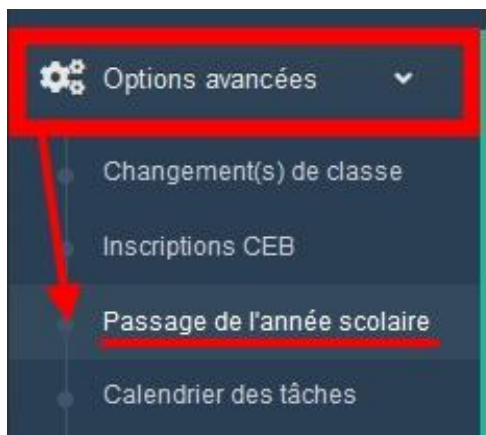 Options avancées
Changement(s) de classe
Inscriptions CEB
Passage de l'année scolaire
Calendrier des tâches